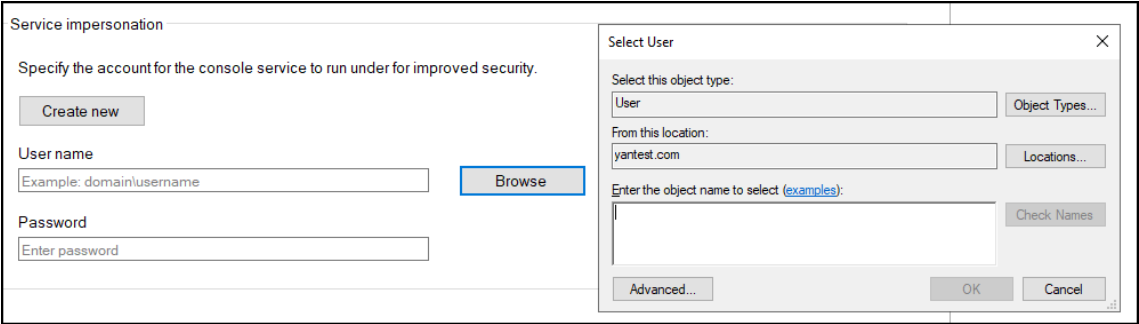 Service impersonation
Specify the account for the console service to run under for improved security.
Create new
User name
Example: domain\username
Browse
Password
Enter password
Select User
Select this object type:
User
Object Types...
From this location:
yantest.com
Locations...
Enter the object name to select (examples):
Check Names
Advanced...
OK
Cancel